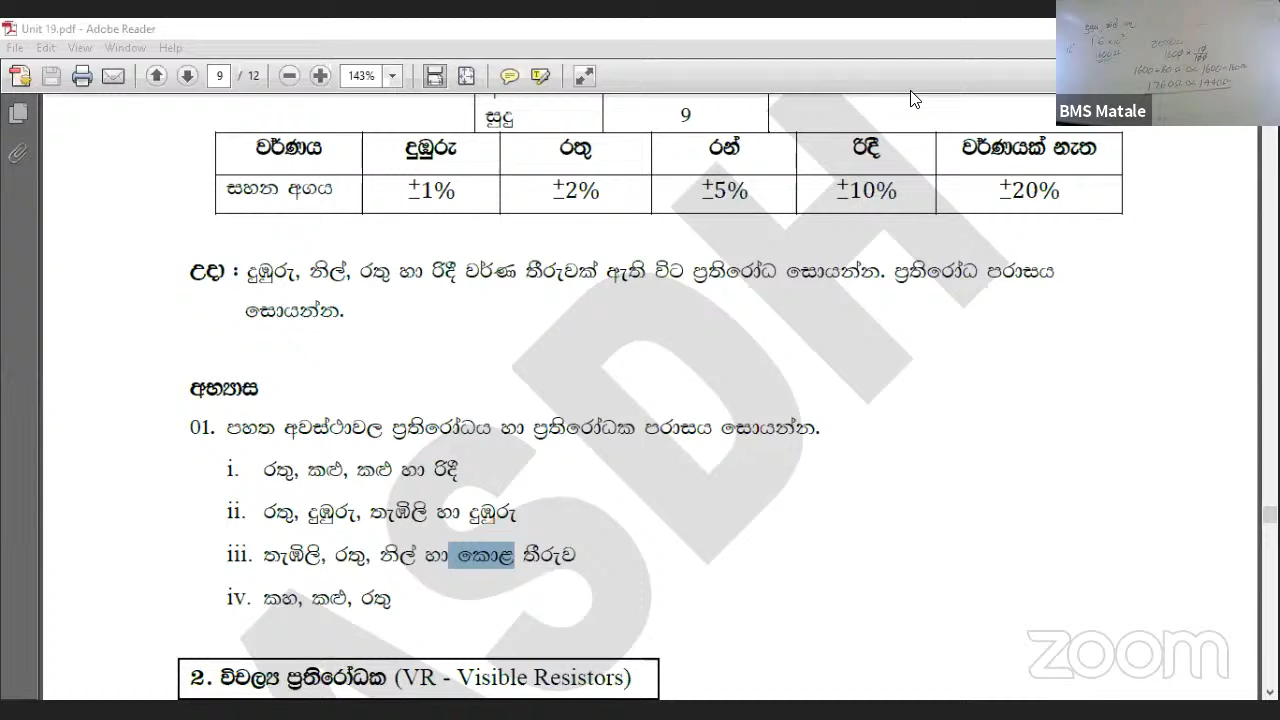 Unit 19.pdf - Adobe Reader
File Edit View Window Help
9 / 12 143%
සුදු 9
වර්ණය දුඹුරු රතු රන් රිදී වර්ණයක් නැත
සහන අගය ±1% ±2% ±5% ±10% ±20%
උදා : දුඹුරු, නිල්, රතු හා රිදී වර්ණ තීරුවක් ඇති විට ප්‍රතිරෝධ සොයන්න. ප්‍රතිරෝධ පරාසය
සොයන්න.
අභ්‍යාස
01. පහත අවස්ථාවල ප්‍රතිරෝධය හා ප්‍රතිරෝධක පරාසය සොයන්න.
i. රතු, කළු, කළු හා රිදී
ii. රතු, දුඹුරු, තැඹිලි හා දුඹුරු
iii. තැඹිලි, රතු, නිල් හා කොළ තීරුව
iv. කහ, කළු, රතු
2. විචල්‍ය ප්‍රතිරෝධක (VR - Visible Resistors)
BMS Matale
ASDH
zoom